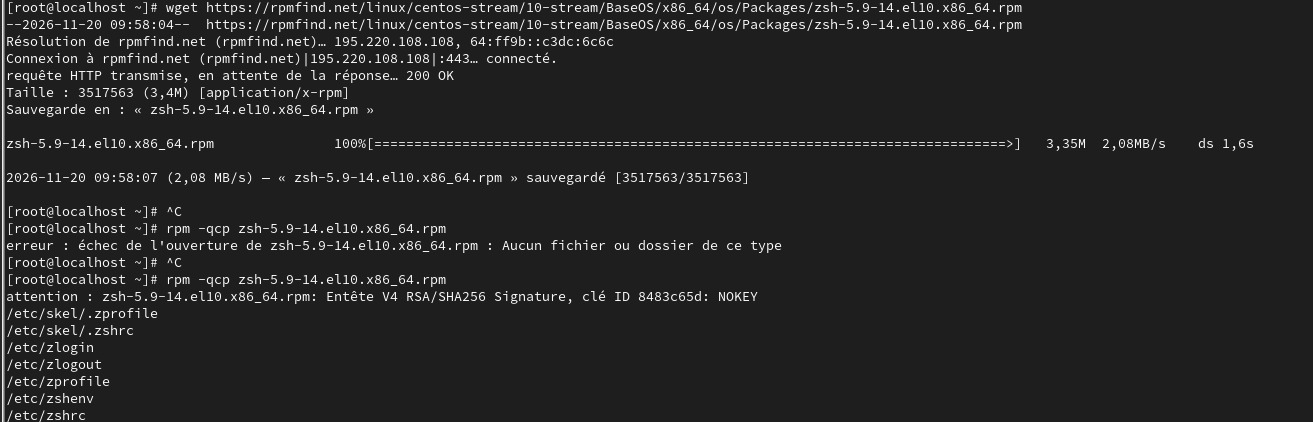 [root@localhost ~]# wget https://rpmfind.net/linux/centos-stream/10-stream/BaseOS/x86_64/os/Packages/zsh-5.9-14.el10.x86_64.rpm
--2026-11-20 09:58:04--  https://rpmfind.net/linux/centos-stream/10-stream/BaseOS/x86_64/os/Packages/zsh-5.9-14.el10.x86_64.rpm
Résolution de rpmfind.net (rpmfind.net)… 195.220.108.108, 64:ff9b::c3dc:6c6c
Connexion à rpmfind.net (rpmfind.net)|195.220.108.108|:443… connecté.
requête HTTP transmise, en attente de la réponse… 200 OK
Taille : 3517563 (3,4M) [application/x-rpm]
Sauvegarde en : « zsh-5.9-14.el10.x86_64.rpm »
zsh-5.9-14.el10.x86_64.rpm               100%[===============================================================================>]   3,35M  2,08MB/s    ds 1,6s
2026-11-20 09:58:07 (2,08 MB/s) — « zsh-5.9-14.el10.x86_64.rpm » sauvegardé [3517563/3517563]
[root@localhost ~]# ^C
[root@localhost ~]# rpm -qcp zsh-5.9-14.el10.x86_64.rpm
erreur : échec de l'ouverture de zsh-5.9-14.el10.x86_64.rpm : Aucun fichier ou dossier de ce type
[root@localhost ~]# ^C
[root@localhost ~]# rpm -qcp zsh-5.9-14.el10.x86_64.rpm
attention : zsh-5.9-14.el10.x86_64.rpm: Entête V4 RSA/SHA256 Signature, clé ID 8483c65d: NOKEY
/etc/skel/.zprofile
/etc/skel/.zshrc
/etc/zlogin
/etc/zlogout
/etc/zprofile
/etc/zshenv
/etc/zshrc